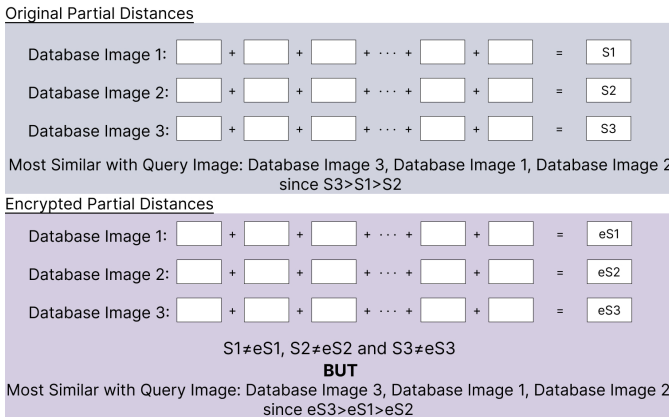 Original Partial Distances
Database Image 1: + + + ··· + + = S1
Database Image 2: + + + ··· + + = S2
Database Image 3: + + + ··· + + = S3
Most Similar with Query Image: Database Image 3, Database Image 1, Database Image 2
since S3>S1>S2
Encrypted Partial Distances
Database Image 1: + + + ··· + + = eS1
Database Image 2: + + + ··· + + = eS2
Database Image 3: + + + ··· + + = eS3
S1≠eS1, S2≠eS2 and S3≠eS3
BUT
Most Similar with Query Image: Database Image 3, Database Image 1, Database Image 2
since eS3>eS1>eS2